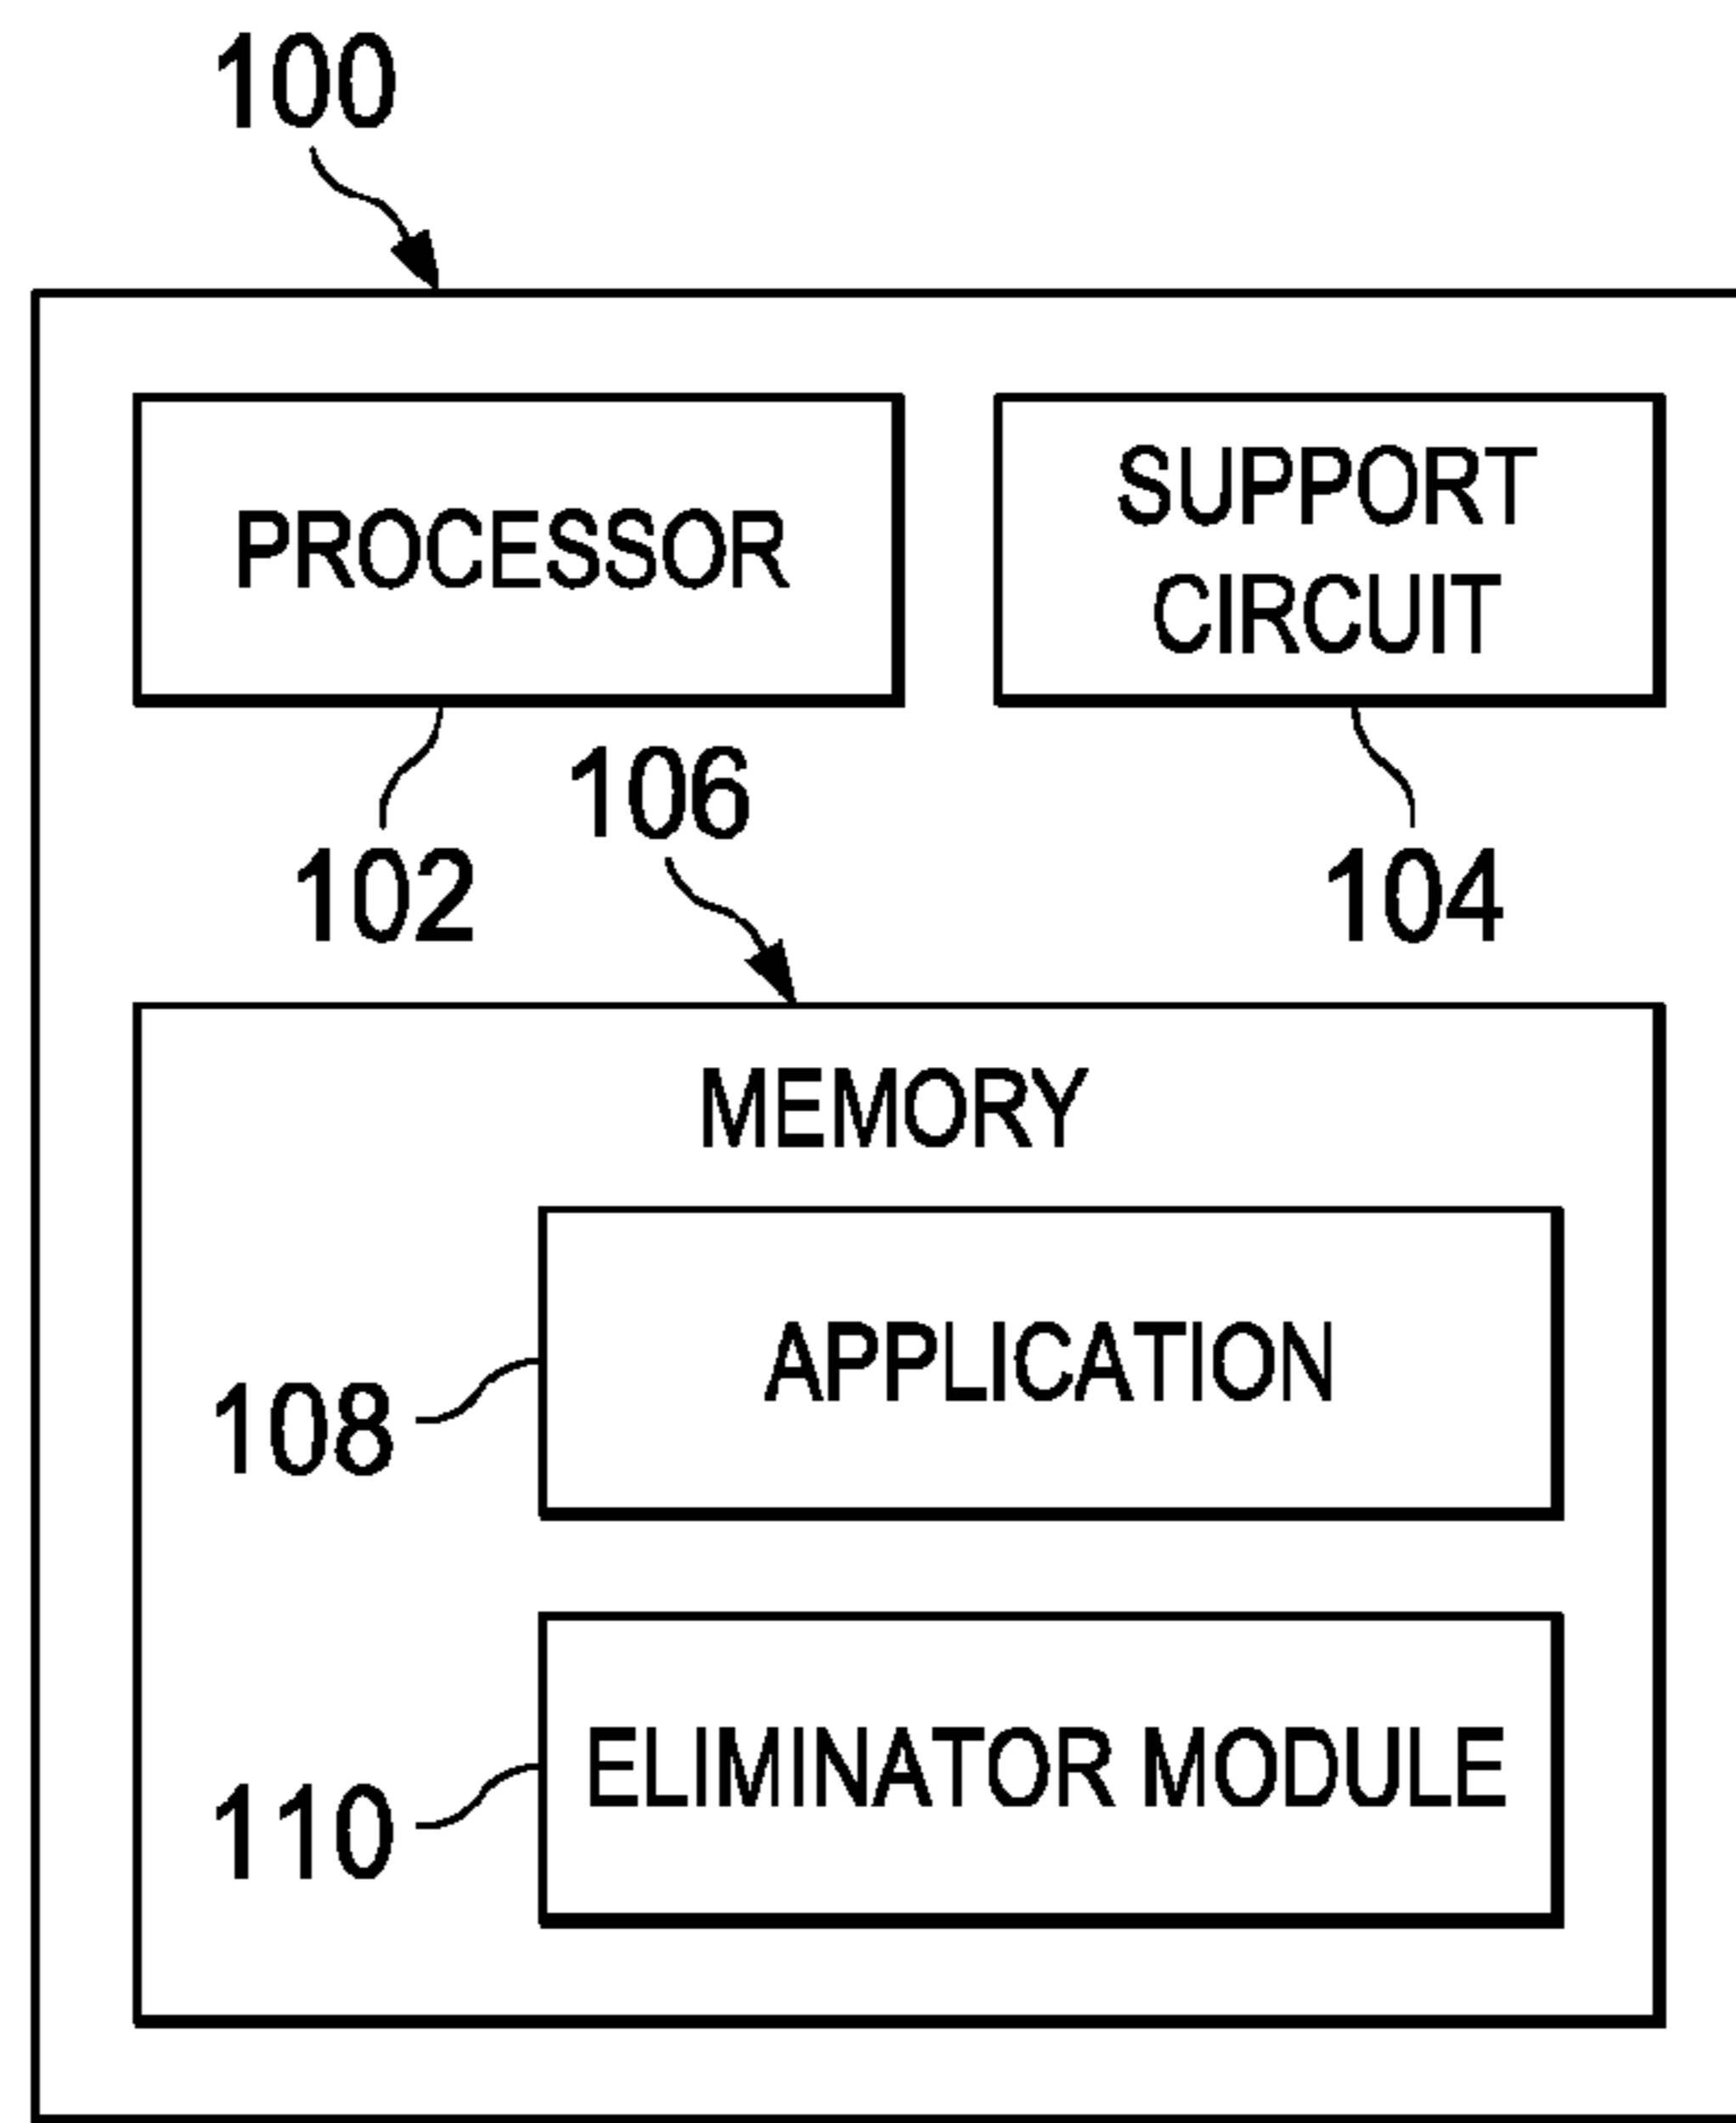 100
PROCESSOR
SUPPORT
CIRCUIT
106
102
104
MEMORY
APPLICATION
108
ELIMINATOR MODULE
110